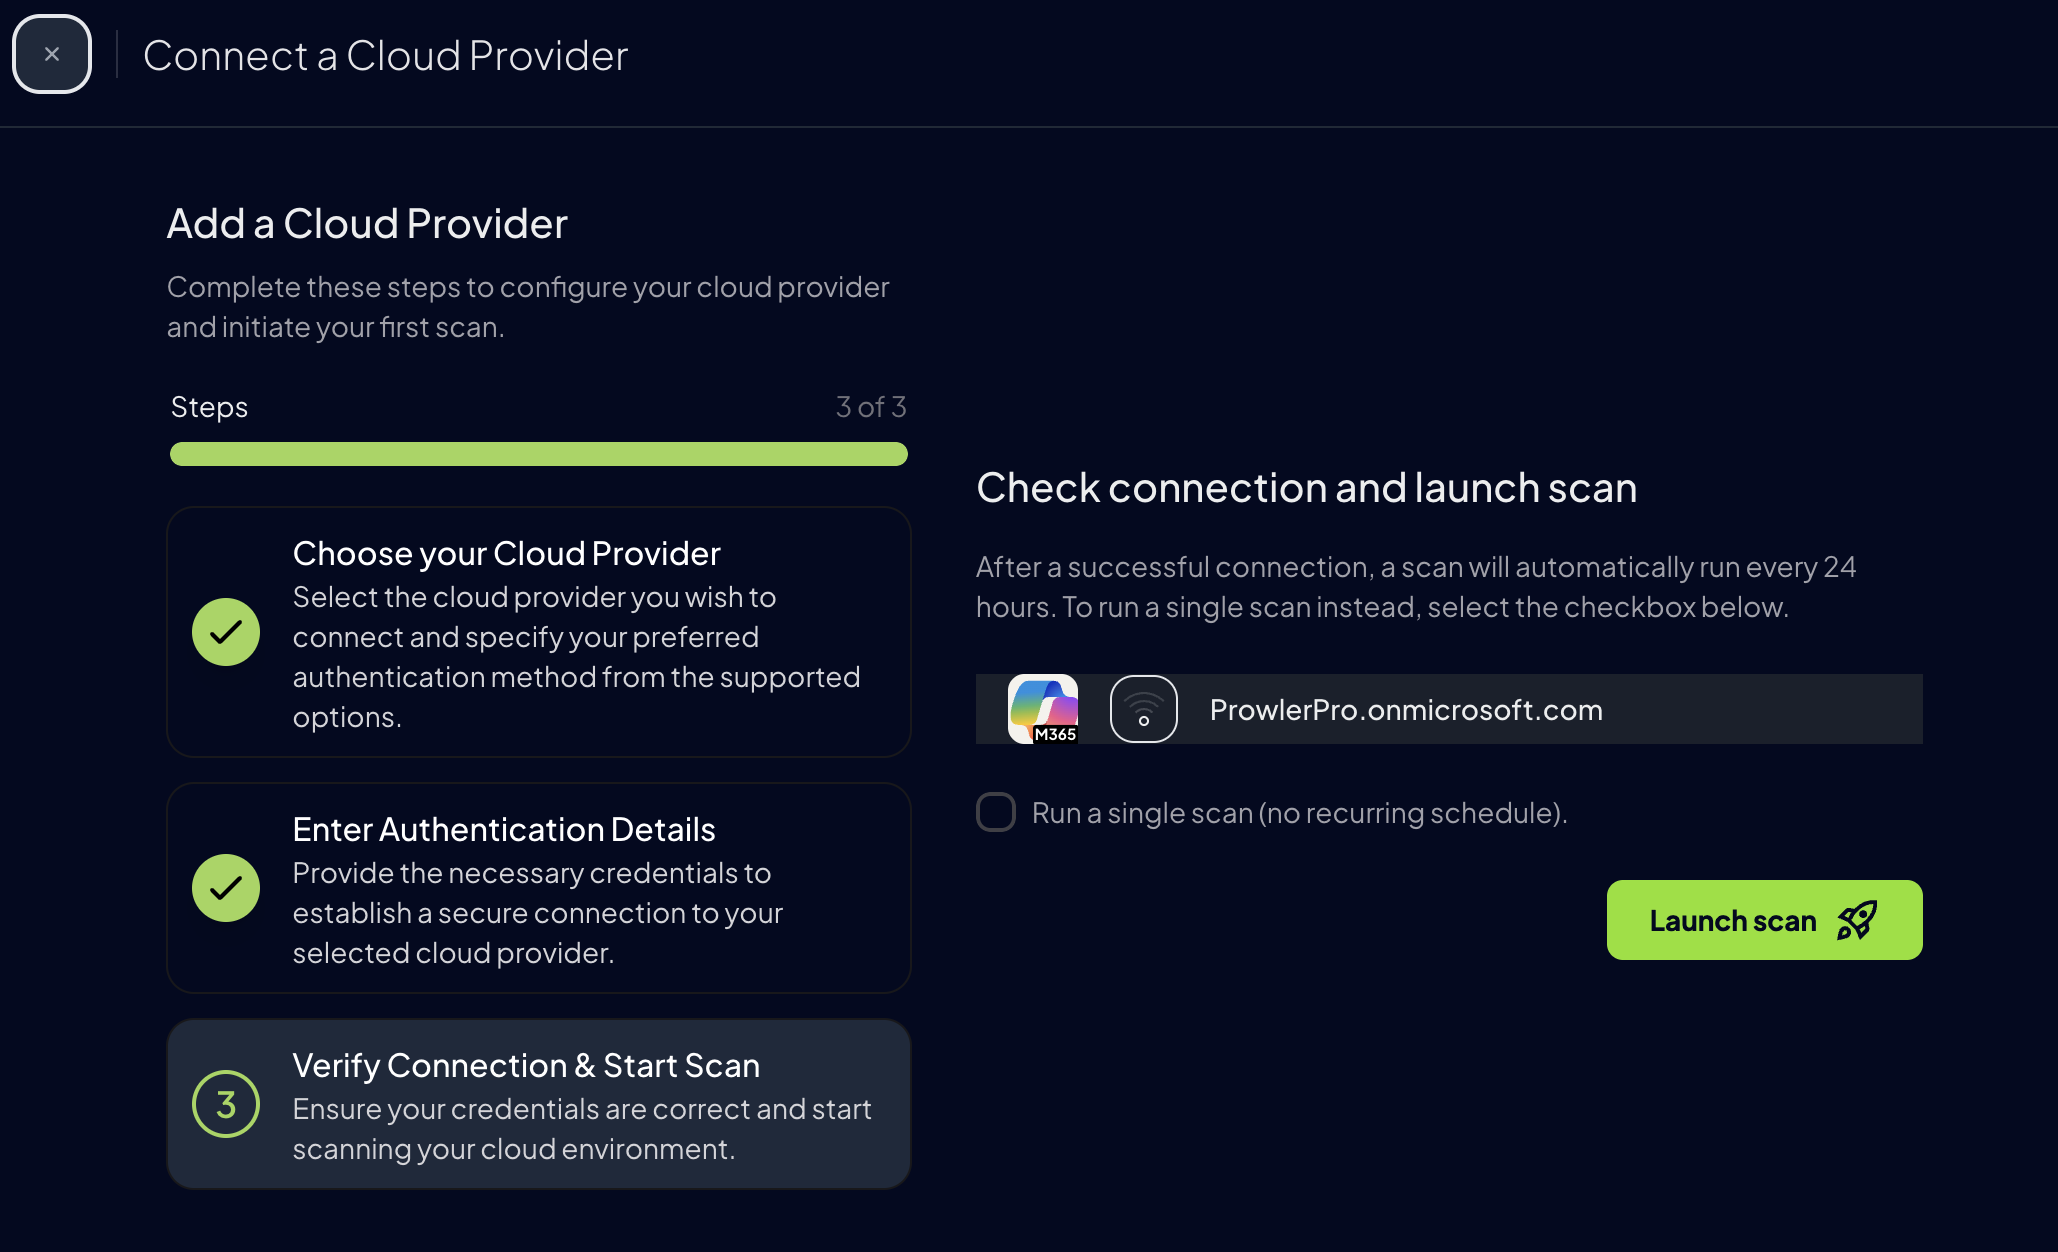 Connect a Cloud Provider
Add a Cloud Provider
Complete these steps to configure your cloud provider
and initiate your first scan.
Steps
3 of 3
Choose your Cloud Provider
Select the cloud provider you wish to
connect and specify your preferred
authentication method from the supported
options.
Enter Authentication Details
Provide the necessary credentials to
establish a secure connection to your
selected cloud provider.
3
Verify Connection & Start Scan
Ensure your credentials are correct and start
scanning your cloud environment.
Check connection and launch scan
After a successful connection, a scan will automatically run every 24
hours. To run a single scan instead, select the checkbox below.
M365
ProwlerPro.onmicrosoft.com
Run a single scan (no recurring schedule).
Launch scan